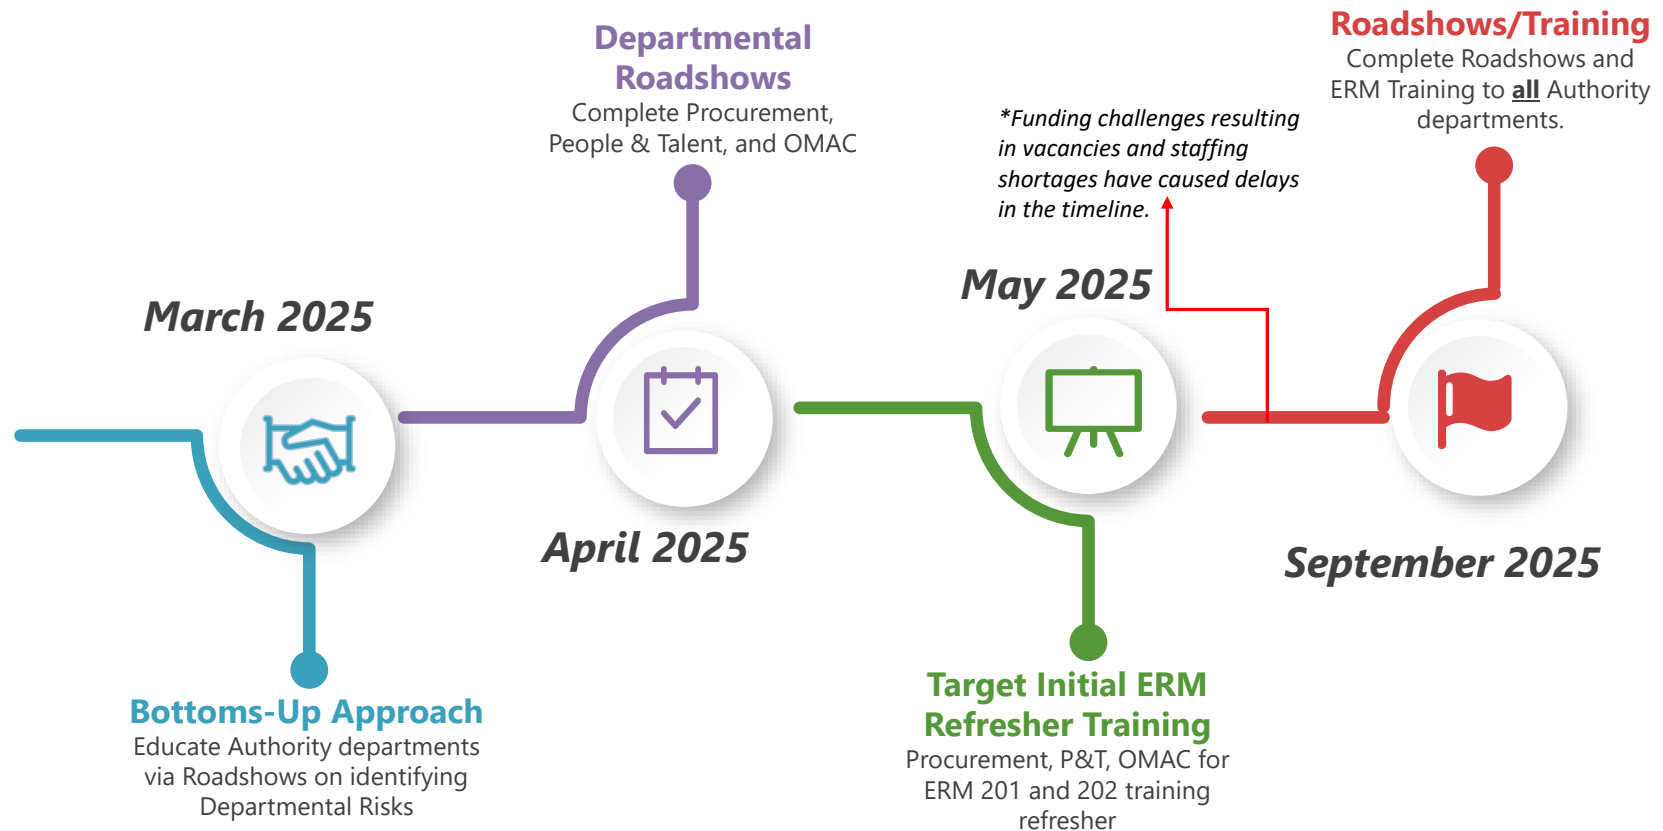 March 2025
Bottoms-Up Approach
Educate Authority departments
via Roadshows on identifying
Departmental Risks
Departmental
Roadshows
Complete Procurement,
People & Talent, and OMAC
April 2025
*Funding challenges resulting
in vacancies and staffing
shortages have caused delays
in the timeline.
May 2025
Target Initial ERM
Refresher Training
Procurement, P&T, OMAC for
ERM 201 and 202 training
refresher
Roadshows/Training
Complete Roadshows and
ERM Training to all Authority
departments.
September 2025